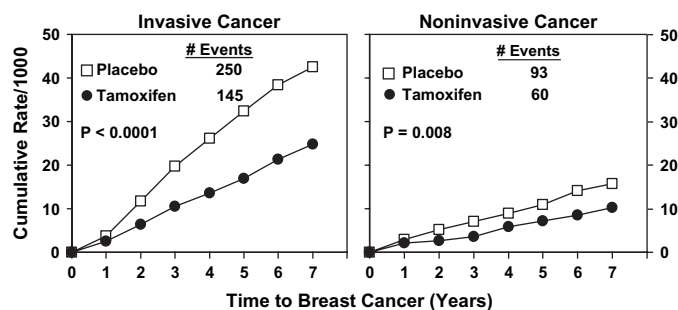 Invasive Cancer
# Events
Placebo 250
Tamoxifen 145
P < 0.0001
50
40
30
20
10
0
0 1 2 3 4 5 6 7
Cumulative Rate/1000
Noninvasive Cancer
# Events
Placebo 93
Tamoxifen 60
P = 0.008
50
40
30
20
10
0
0 1 2 3 4 5 6 7
Time to Breast Cancer (Years)